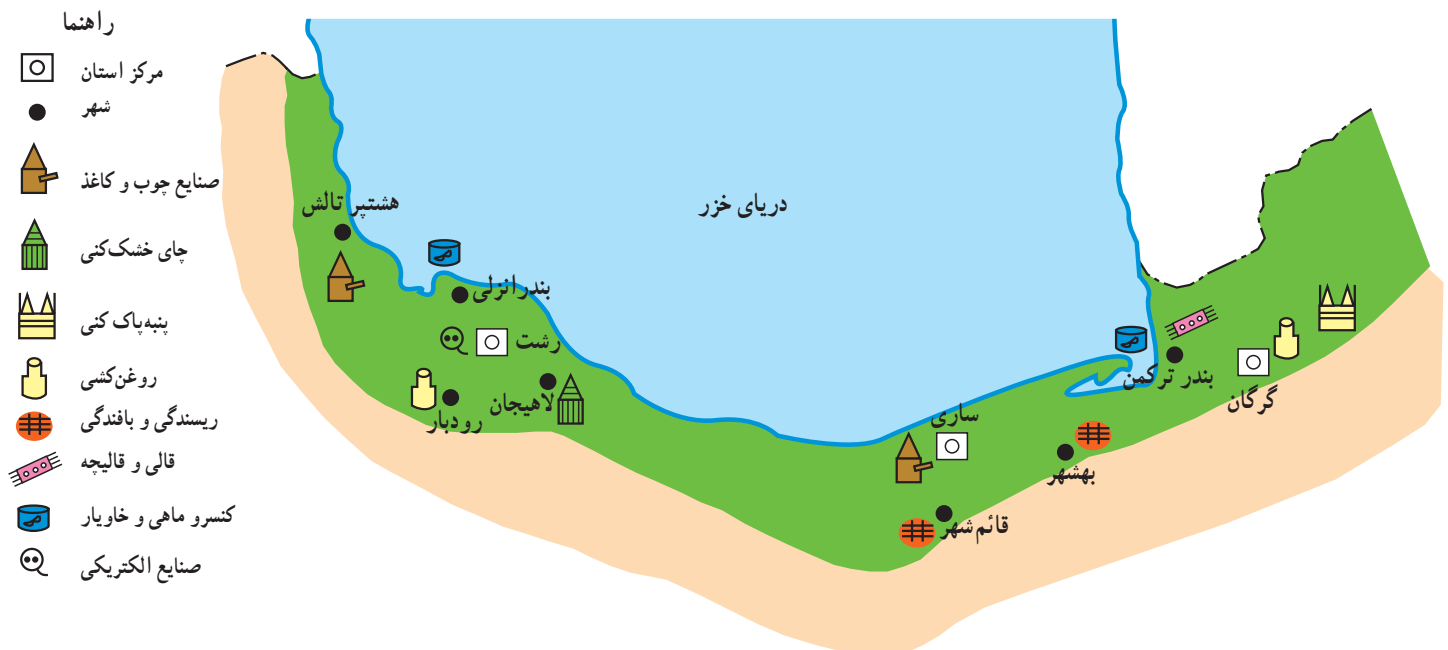 راهنما
مرکز استان
شهر
صنایع چوب و کاغذ
چای خشک‌کنی
پنبه‌پاک کنی
روغن‌کشی
ریسندگی و بافندگی
قالی و قالیچه
کنسرو ماهی و خاویار
صنایع الکتریکی
دریای خزر
هشتپر تالش
بندرانزلی
رشت
لاهیجان
رودبار
ساری
قائم‌شهر
بهشهر
بندر ترکمن
گرگان